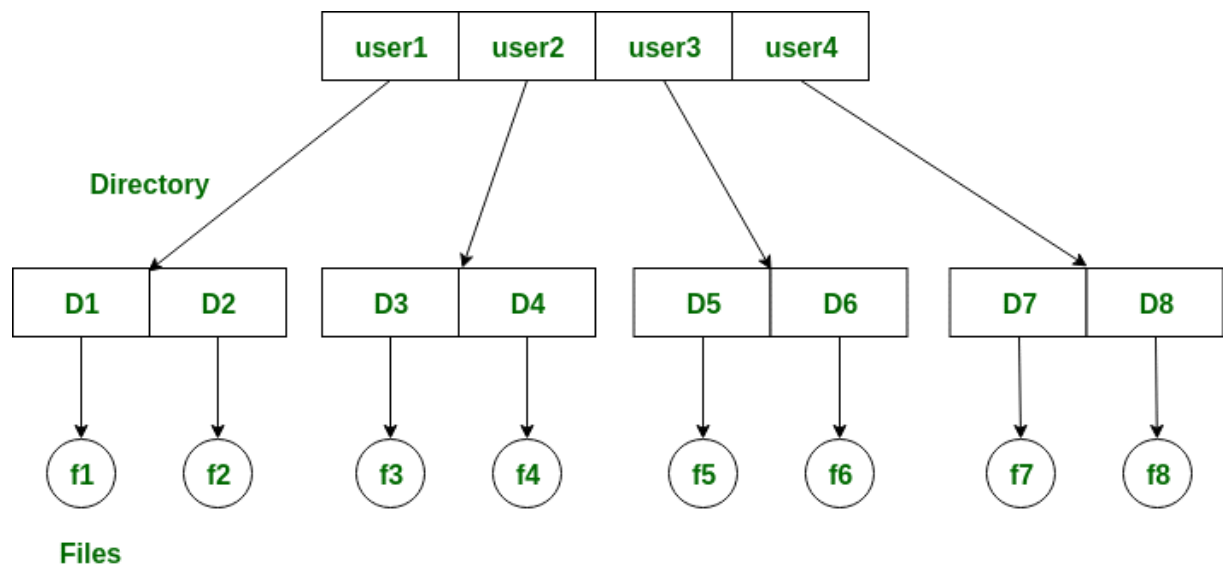 user1 user2 user3 user4
Directory
D1 D2 D3 D4 D5 D6 D7 D8
f1 f2 f3 f4 f5 f6 f7 f8
Files